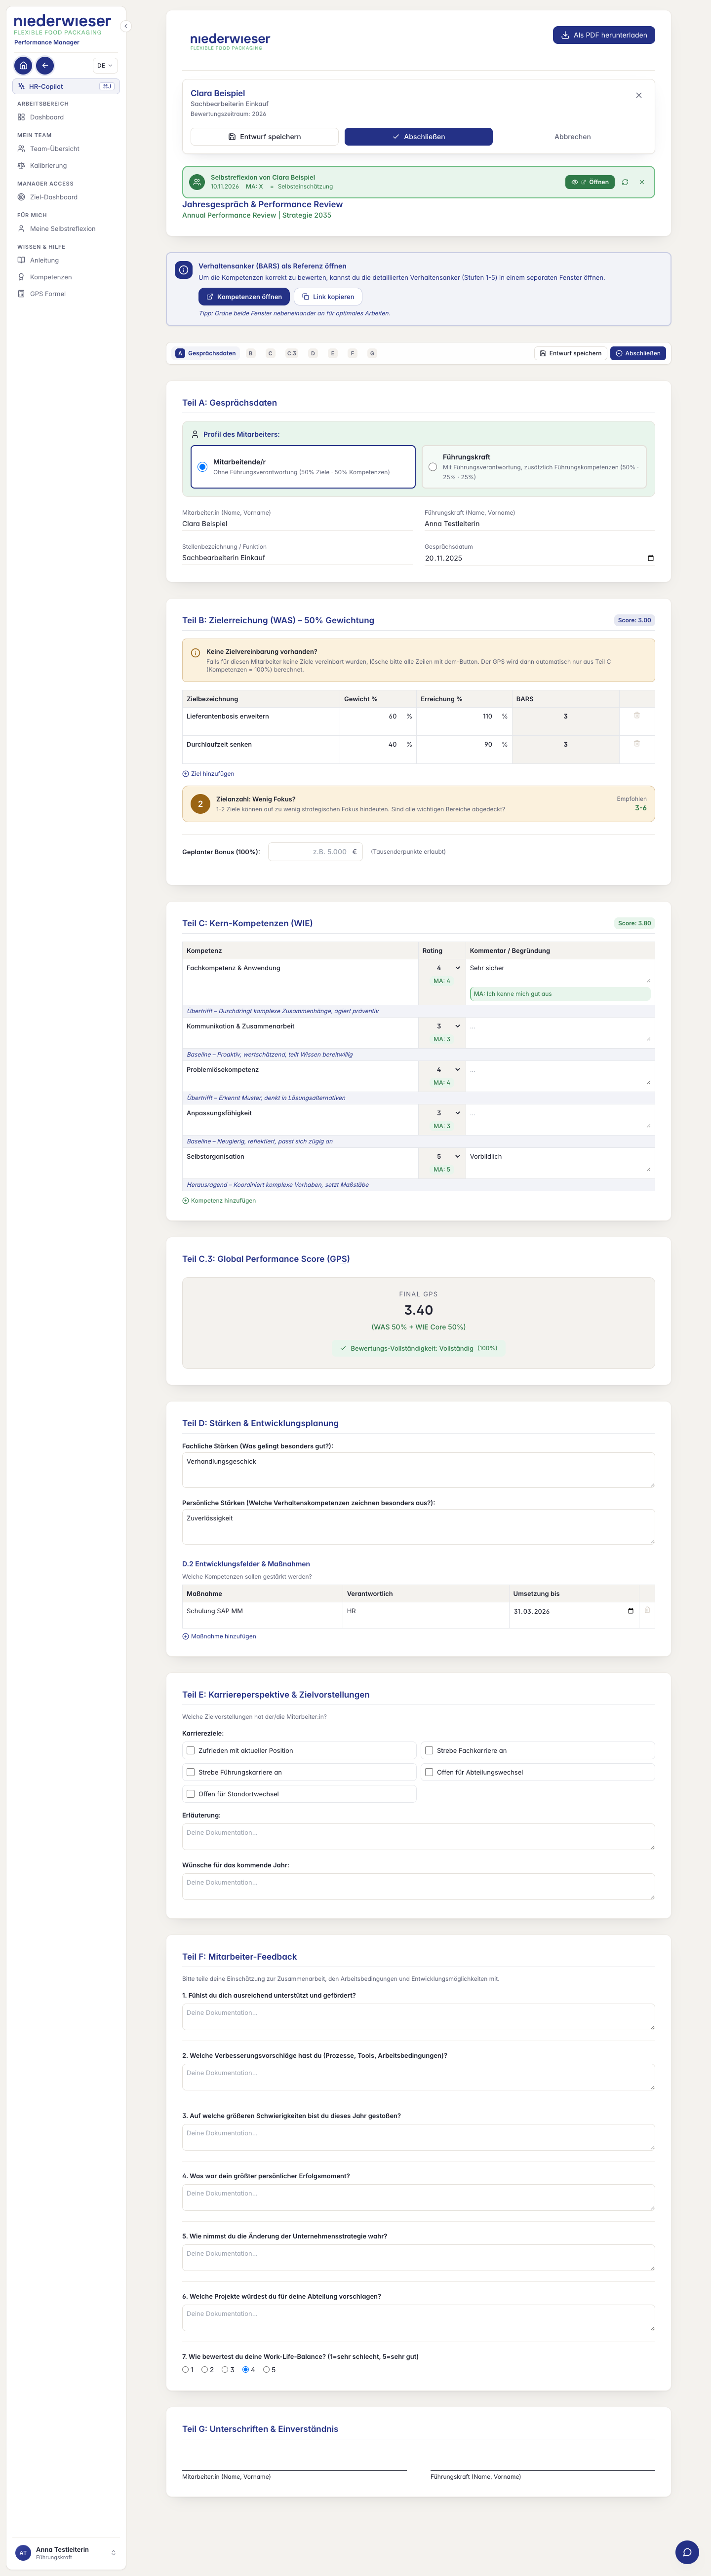 niederwieser
FLEXIBLE FOOD PACKAGING
Performance Manager
DE
HR-Copilot
⌘J
ARBEITSBEREICH
Dashboard
MEIN TEAM
Team-Übersicht
Kalibrierung
MANAGER ACCESS
Ziel-Dashboard
FÜR MICH
Meine Selbstreflexion
WISSEN & HILFE
Anleitung
Kompetenzen
GPS Formel
niederwieser
FLEXIBLE FOOD PACKAGING
Als PDF herunterladen
Clara Beispiel
Sachbearbeiterin Einkauf
Bewertungszeitraum: 2026
Entwurf speichern
Abschließen
Abbrechen
Selbstreflexion von Clara Beispiel
10.11.2026 MA: X Selbsteinschätzung
Öffnen
Jahresgespräch & Performance Review
Annual Performance Review | Strategie 2035
Verhaltensanker (BARS) als Referenz öffnen
Um die Kompetenzen korrekt zu bewerten, kannst du die detaillierten Verhaltensanker (Stufen 1-5) in einem separaten Fenster öffnen.
Kompetenzen öffnen
Link kopieren
Tipp: Ordne beide Fenster nebeneinander an für optimales Arbeiten.
A Gesprächsdaten B C C.3 D E F G
Entwurf speichern
Abschließen
Teil A: Gesprächsdaten
Profil des Mitarbeiters:
Mitarbeitende/r
Ohne Führungsverantwortung (50% Ziele · 50% Kompetenzen)
Führungskraft
Mit Führungsverantwortung, zusätzlich Führungskompetenzen (50% ·
25% · 25%)
Mitarbeiter:in (Name, Vorname)
Clara Beispiel
Führungskraft (Name, Vorname)
Anna Testleiterin
Stellenbezeichnung / Funktion
Sachbearbeiterin Einkauf
Gesprächsdatum
20.11.2025
Teil B: Zielerreichung (WAS) – 50% Gewichtung
Score: 3.00
Keine Zielvereinbarung vorhanden?
Falls für diesen Mitarbeiter keine Ziele vereinbart wurden, lösche bitte alle Zeilen mit dem-Button. Der GPS wird dann automatisch nur aus Teil C
(Kompetenzen = 100%) berechnet.
Zielbezeichnung Gewicht % Erreichung % BARS
Lieferantenbasis erweitern 60 % 110 % 3
Durchlaufzeit senken 40 % 90 % 3
Ziel hinzufügen
2
Zielanzahl: Wenig Fokus?
1-2 Ziele können auf zu wenig strategischen Fokus hindeuten. Sind alle wichtigen Bereiche abgedeckt?
Empfohlen
3-6
Geplanter Bonus (100%): z.B. 5.000 € (Tausenderpunkte erlaubt)
Teil C: Kern-Kompetenzen (WIE)
Score: 3.80
Kompetenz Rating Kommentar / Begründung
Fachkompetenz & Anwendung 4 Sehr sicher
MA: 4
MA: Ich kenne mich gut aus
Übertrifft – Durchdringt komplexe Zusammenhänge, agiert präventiv
Kommunikation & Zusammenarbeit 3 ...
MA: 3
Baseline – Proaktiv, wertschätzend, teilt Wissen bereitwillig
Problemlösekompetenz 4 ...
MA: 4
Übertrifft – Erkennt Muster, denkt in Lösungsalternativen
Anpassungsfähigkeit 3 ...
MA: 3
Baseline – Neugierig, reflektiert, passt sich zügig an
Selbstorganisation 5 Vorbildlich
MA: 5
Herausragend – Koordiniert komplexe Vorhaben, setzt Maßstäbe
Kompetenz hinzufügen
Teil C.3: Global Performance Score (GPS)
FINAL GPS
3.40
(WAS 50% + WIE Core 50%)
Bewertungs-Vollständigkeit: Vollständig (100%)
Teil D: Stärken & Entwicklungsplanung
Fachliche Stärken (Was gelingt besonders gut?):
Verhandlungsgeschick
Persönliche Stärken (Welche Verhaltenskompetenzen zeichnen besonders aus?):
Zuverlässigkeit
D.2 Entwicklungsfelder & Maßnahmen
Welche Kompetenzen sollen gestärkt werden?
Maßnahme Verantwortlich Umsetzung bis
Schulung SAP MM HR 31.03.2026
Maßnahme hinzufügen
Teil E: Karriereperspektive & Zielvorstellungen
Welche Zielvorstellungen hat der/die Mitarbeiter:in?
Karriereziele:
Zufrieden mit aktueller Position
Strebe Fachkarriere an
Strebe Führungskarriere an
Offen für Abteilungswechsel
Offen für Standortwechsel
Erläuterung:
Deine Dokumentation...
Wünsche für das kommende Jahr:
Deine Dokumentation...
Teil F: Mitarbeiter-Feedback
Bitte teile deine Einschätzung zur Zusammenarbeit, den Arbeitsbedingungen und Entwicklungsmöglichkeiten mit.
1. Fühlst du dich ausreichend unterstützt und gefördert?
Deine Dokumentation...
2. Welche Verbesserungsvorschläge hast du (Prozesse, Tools, Arbeitsbedingungen)?
Deine Dokumentation...
3. Auf welche größeren Schwierigkeiten bist du dieses Jahr gestoßen?
Deine Dokumentation...
4. Was war dein größter persönlicher Erfolgsmoment?
Deine Dokumentation...
5. Wie nimmst du die Änderung der Unternehmensstrategie wahr?
Deine Dokumentation...
6. Welche Projekte würdest du für deine Abteilung vorschlagen?
Deine Dokumentation...
7. Wie bewertest du deine Work-Life-Balance? (1=sehr schlecht, 5=sehr gut)
1 2 3 4 5
Teil G: Unterschriften & Einverständnis
Mitarbeiter:in (Name, Vorname)
Führungskraft (Name, Vorname)
AT
Anna Testleiterin
Führungskraft